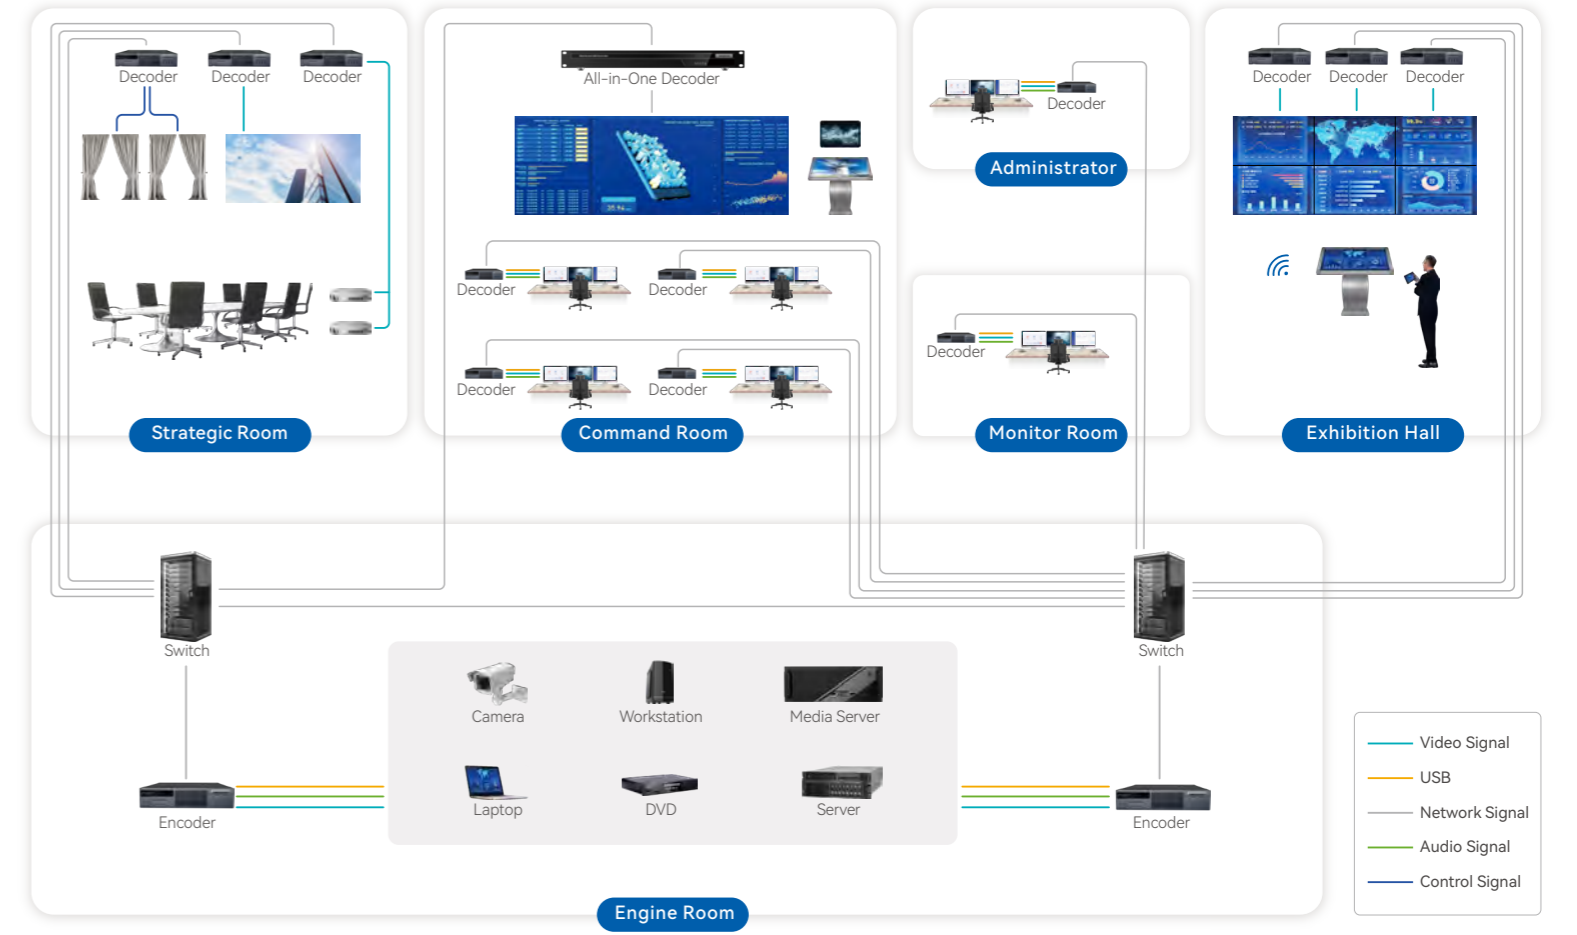 Decoder
Decoder
Decoder
Strategic Room
All-in-One Decoder
Decoder
Decoder
Decoder
Decoder
Command Room
Decoder
Administrator
Decoder
Monitor Room
Decoder
Decoder
Decoder
Exhibition Hall
Switch
Switch
Camera
Workstation
Media Server
Laptop
DVD
Server
Encoder
Encoder
Engine Room
Video Signal
USB
Network Signal
Audio Signal
Control Signal